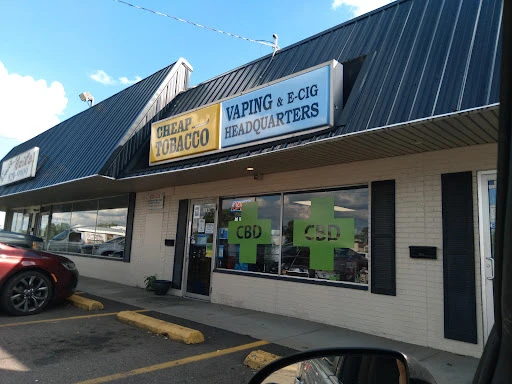 CHEAP
TOBACCO
VAPING & E-CIG
HEADQUARTERS
CBD
CBD